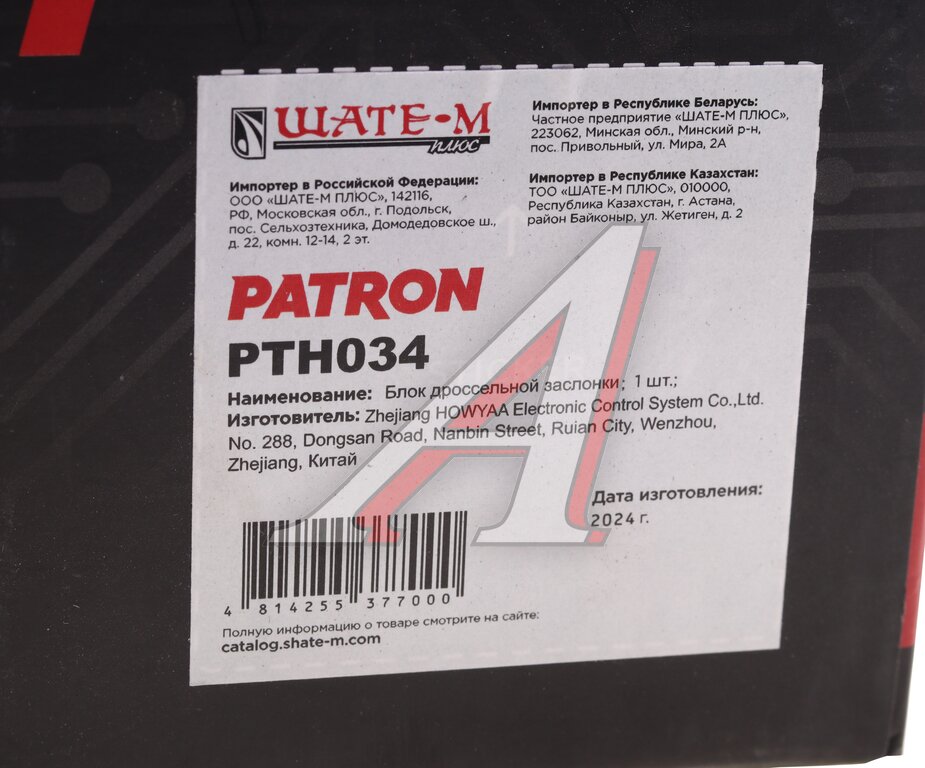 ШАТЕ-М
плюс
Импортер в Российской Федерации:
ООО «ШАТЕ-М ПЛЮС», 142116,
РФ, Московская обл., г. Подольск,
пос. Сельхозтехника, Домодедовское ш.,
д. 22, комн. 12-14, 2 эт.
Импортер в Республике Беларусь:
Частное предприятие «ШАТЕ-М ПЛЮС»,
223062, Минская обл., Минский р-н,
пос. Привольный, ул. Мира, 2А
Импортер в Республике Казахстан:
ТОО "ШАТЕ-М ПЛЮС», 010000,
Республика Казахстан, г. Астана,
район Байконыр, ул. Жетиген, д. 2
PATRON
PTH034
Наименование: Блок дроссельной заслонки; 1 шт.;
Изготовитель: Zhejiang HOWYAA Electronic Control System Co.,Ltd.
No. 288, Dongsan Road, Nanbin Street, Ruian City, Wenzhou,
Zhejiang, Китай
Дата изготовления:
2024 г.
4 814255 377000
Полную информацию о товаре смотрите на сайте:
catalog.shate-m.com